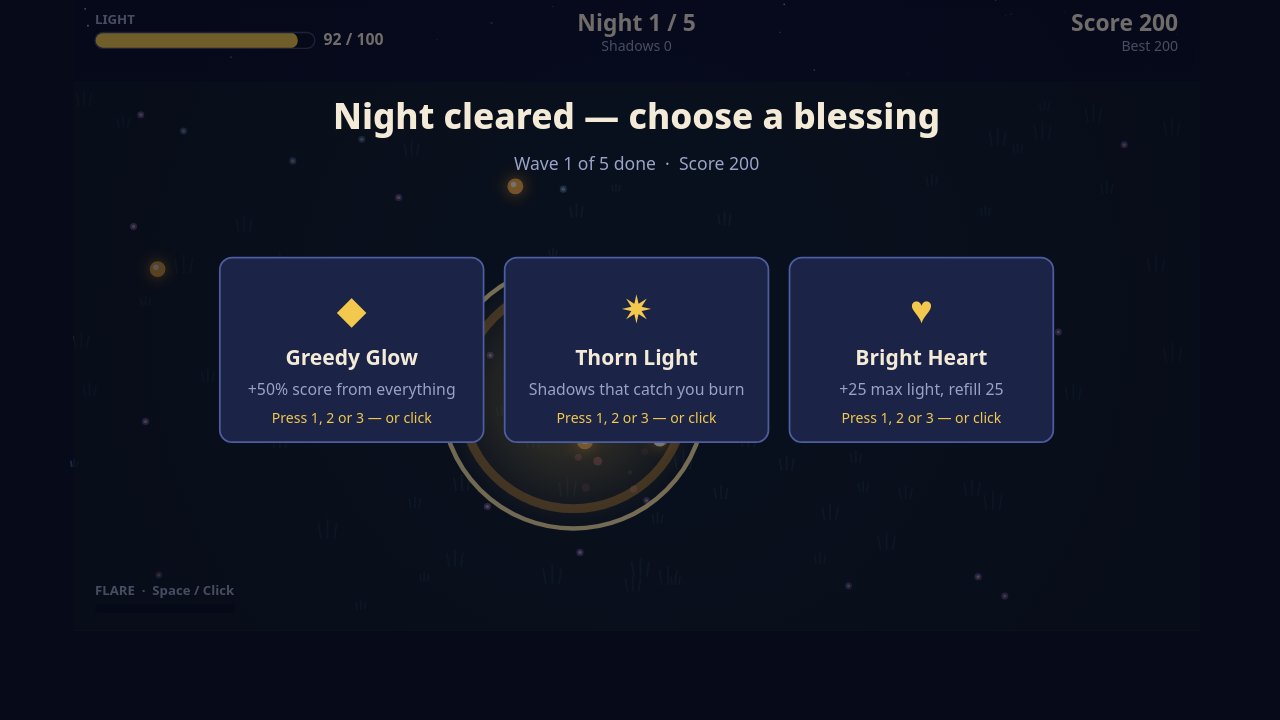 LIGHT
92 / 100
Night 1 / 5
Shadows 0
Score 200
Best 200
Night cleared — choose a blessing
Wave 1 of 5 done · Score 200
Greedy Glow
+50% score from everything
Press 1, 2 or 3 — or click
Thorn Light
Shadows that catch you burn
Press 1, 2 or 3 — or click
Bright Heart
+25 max light, refill 25
Press 1, 2 or 3 — or click
FLARE · Space / Click